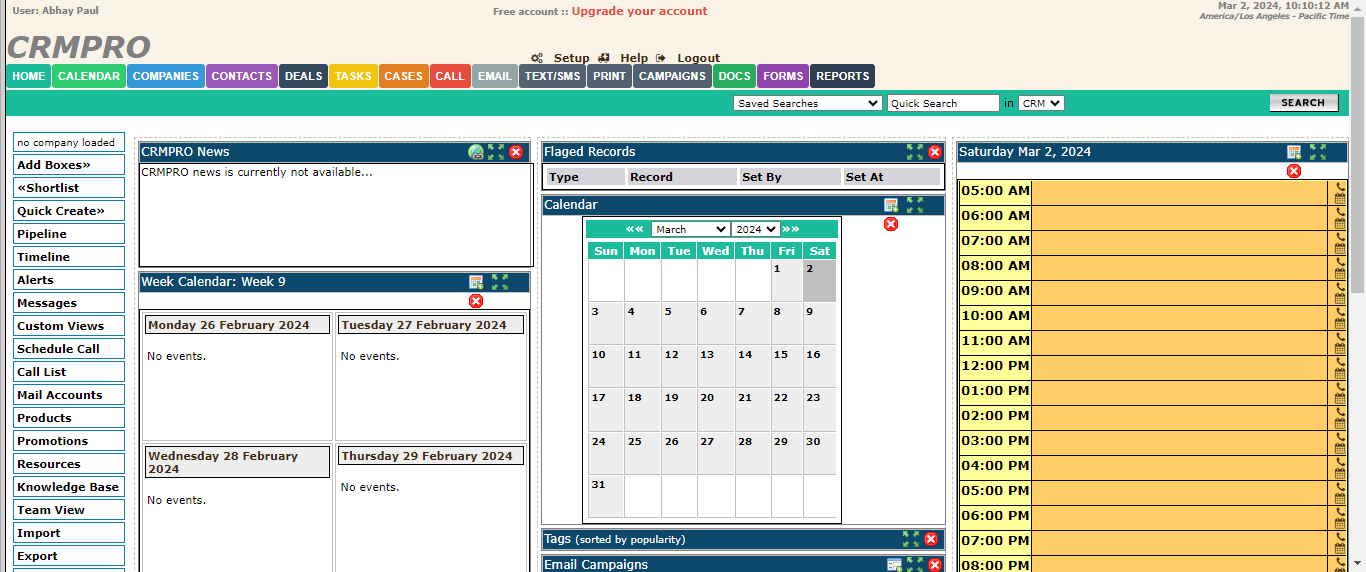 User: Abhay Paul
Free account :: Upgrade your account
Mar 2, 2024, 10:10:12 AM
America/Los Angeles - Pacific Time
CRMPRO
Setup Help Logout
HOME CALENDAR COMPANIES CONTACTS DEALS TASKS CASES CALL EMAIL TEXT/SMS PRINT CAMPAIGNS DOCS FORMS REPORTS
Saved Searches Quick Search in CRM SEARCH
no company loaded
Add Boxes»
«Shortlist
Quick Create»
Pipeline
Timeline
Alerts
Messages
Custom Views
Schedule Call
Call List
Mail Accounts
Products
Promotions
Resources
Knowledge Base
Team View
Import
Export
CRMPRO News
CRMPRO news is currently not available...
Week Calendar: Week 9
Monday 26 February 2024
No events.
Tuesday 27 February 2024
No events.
Wednesday 28 February
2024
No events.
Thursday 29 February 2024
No events.
Flaged Records
Type Record Set By Set At
Calendar
«« March 2024 »»
Sun Mon Tue Wed Thu Fri Sat
1 2
3 4 5 6 7 8 9
10 11 12 13 14 15 16
17 18 19 20 21 22 23
24 25 26 27 28 29 30
31
Tags (sorted by popularity)
Email Campaigns
Saturday Mar 2, 2024
05:00 AM
06:00 AM
07:00 AM
08:00 AM
09:00 AM
10:00 AM
11:00 AM
12:00 PM
01:00 PM
02:00 PM
03:00 PM
04:00 PM
05:00 PM
06:00 PM
07:00 PM
08:00 PM